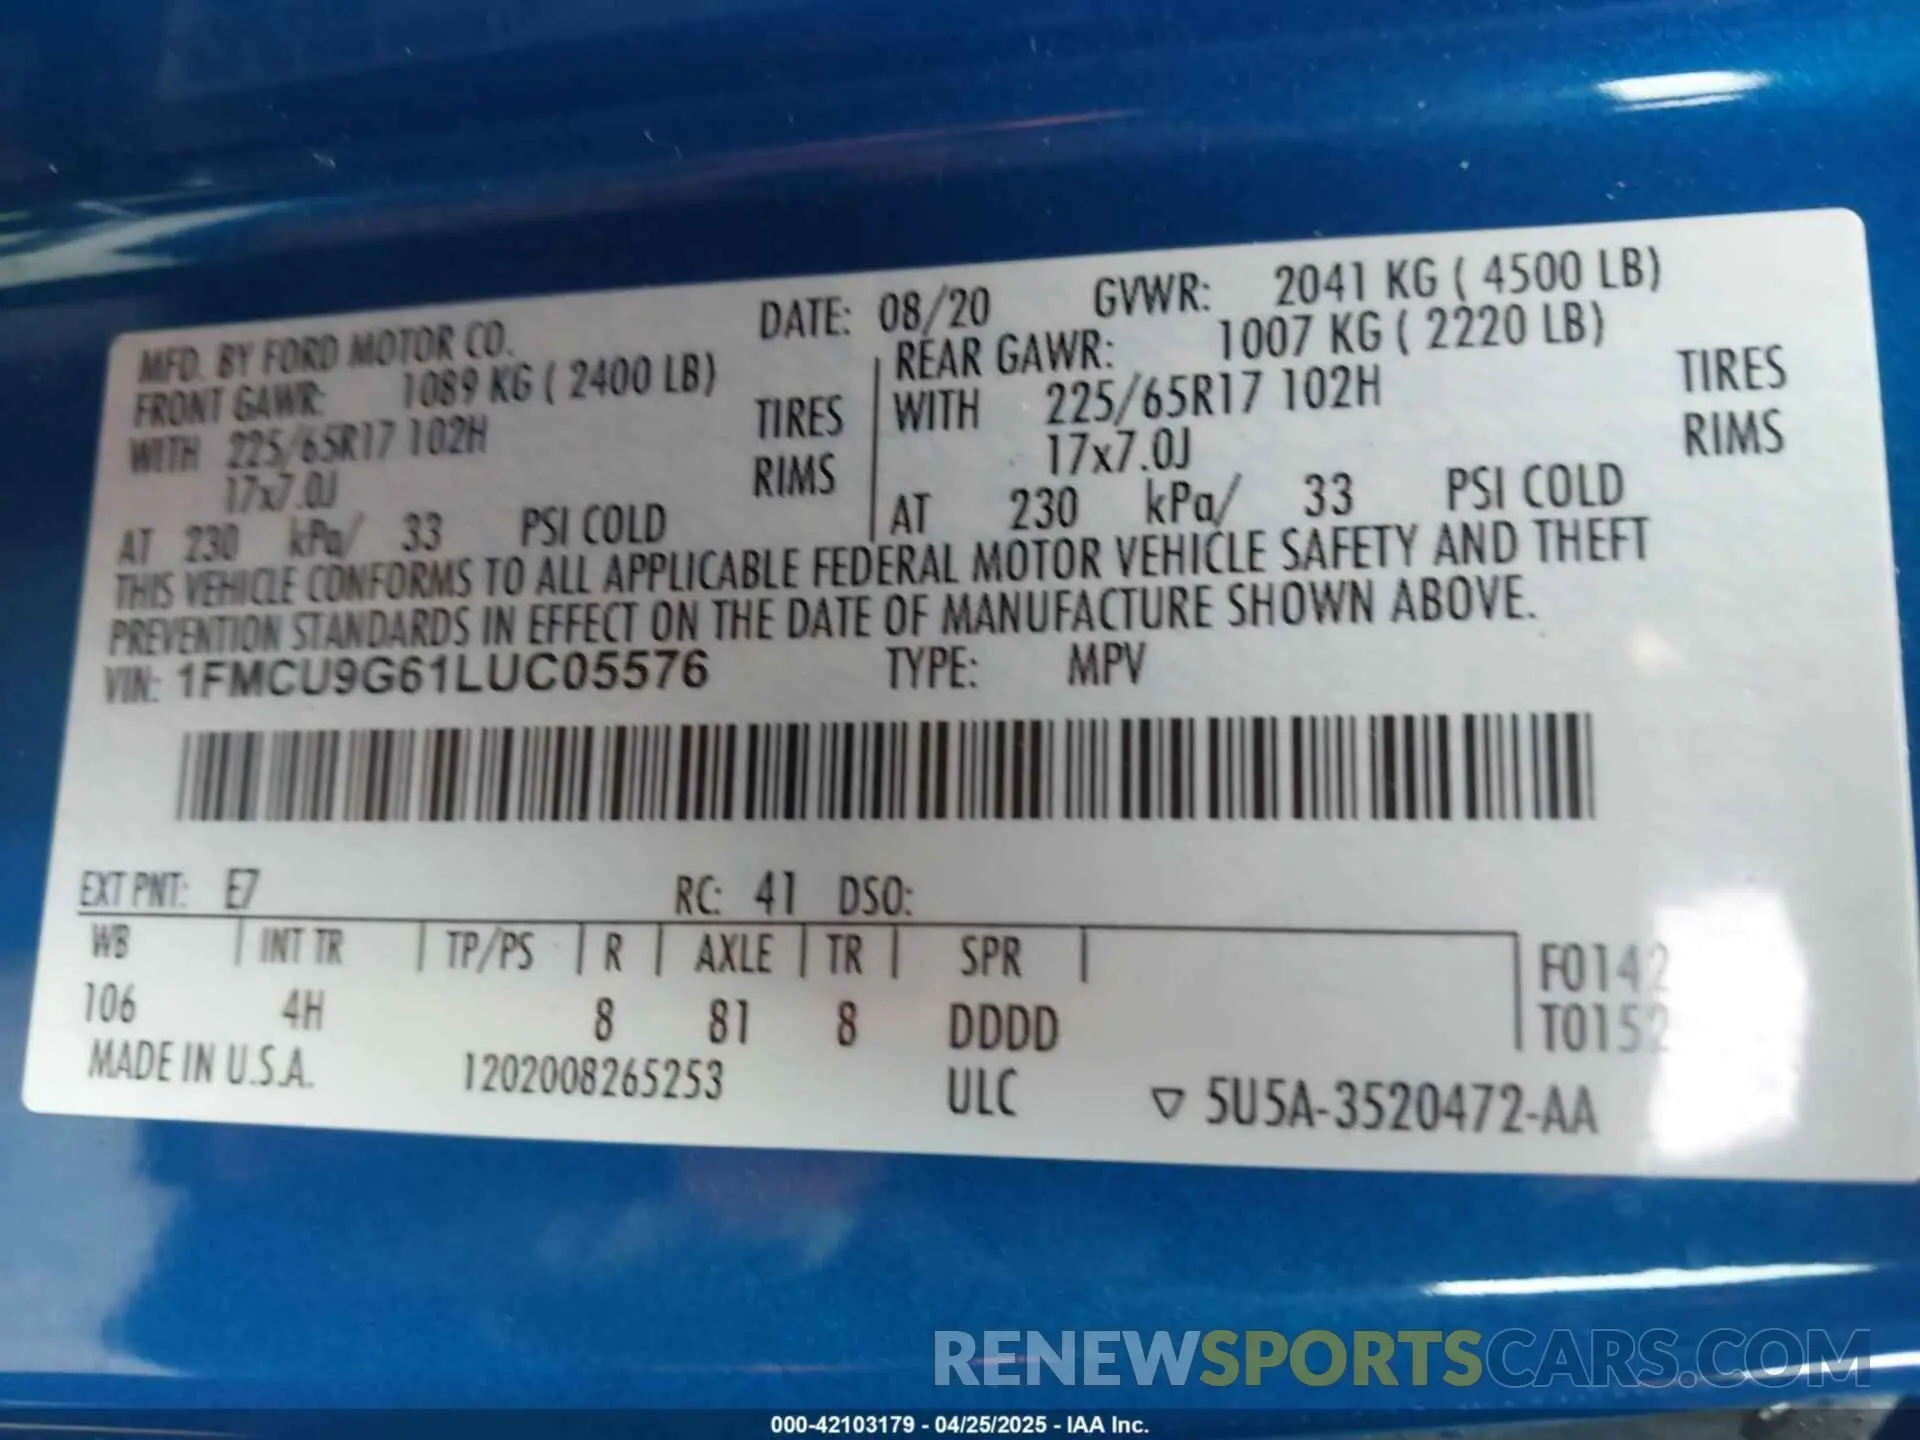 MFD. BY FORD MOTOR CO. DATE: 08/20 GVWR: 2041 KG ( 4500 LB)
FRONT GAWR: 1089 KG ( 2400 LB) REAR GAWR: 1007 KG ( 2220 LB)
WITH 225/65R17 102H TIRES WITH 225/65R17 102H TIRES
17x7.0J RIMS 17x7.0J RIMS
AT 230 kPa/ 33 PSI COLD AT 230 kPa/ 33 PSI COLD
THIS VEHICLE CONFORMS TO ALL APPLICABLE FEDERAL MOTOR VEHICLE SAFETY AND THEFT
PREVENTION STANDARDS IN EFFECT ON THE DATE OF MANUFACTURE SHOWN ABOVE.
VIN: 1FMCU9G61LUC05576 TYPE: MPV
EXT PNT: E7 RC: 41 DSO:
WB INT TR TP/PS R AXLE TR SPR F0142
106 4H 8 81 8 DDDD T0152
MADE IN U.S.A. 1202008265253 ULC ▽ 5U5A-3520472-AA
RENEWSPORTSCARS.COM
000-42103179 - 04/25/2025 - IAA Inc.